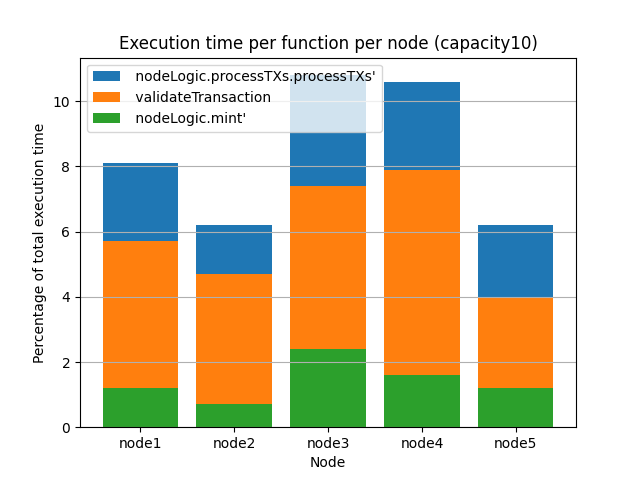 Execution time per function per node (capacity10)
nodeLogic.processTXs.processTXs'
validateTransaction
nodeLogic.mint'
Percentage of total execution time
10
8
6
4
2
0
node1 node2 node3 node4 node5
Node